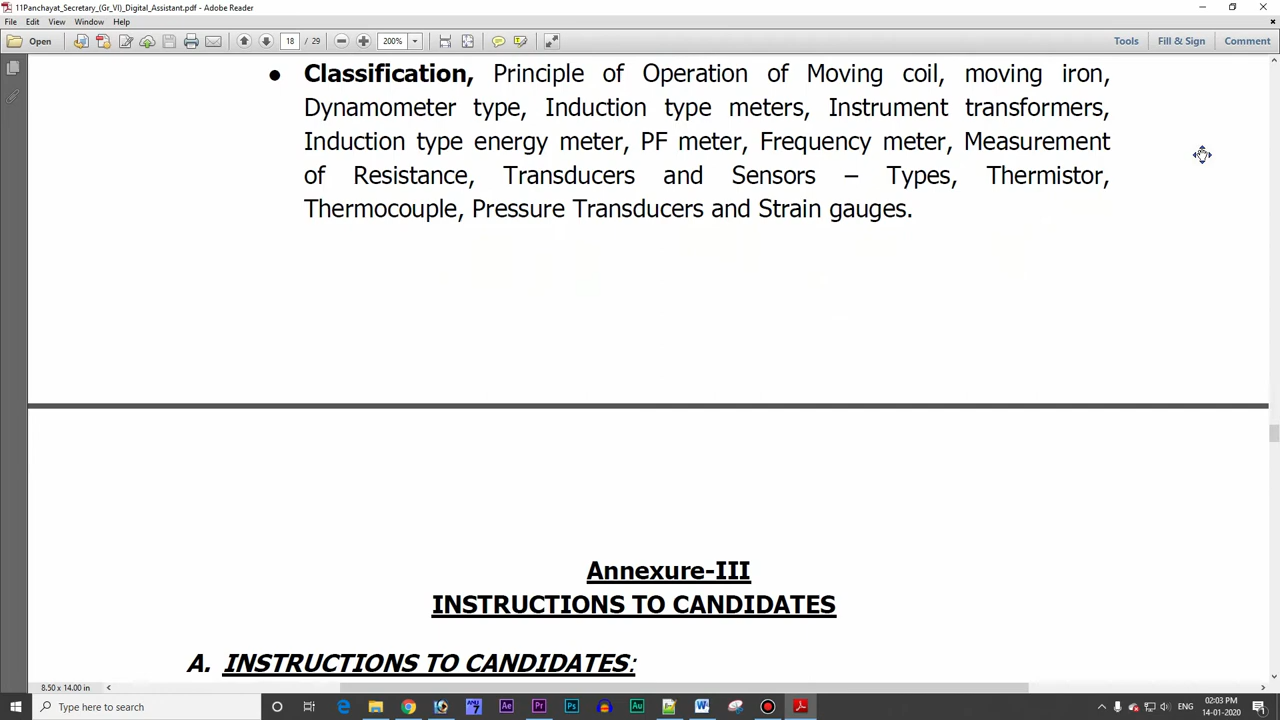 11Panchayat_Secretary_(Gr_VI)_Digital_Assistant.pdf - Adobe Reader
File Edit View Window Help
Open 18 / 29 200% Tools Fill & Sign Comment
● Classification, Principle of Operation of Moving coil, moving iron,
Dynamometer type, Induction type meters, Instrument transformers,
Induction type energy meter, PF meter, Frequency meter, Measurement
of Resistance, Transducers and Sensors – Types, Thermistor,
Thermocouple, Pressure Transducers and Strain gauges.
Annexure-III
INSTRUCTIONS TO CANDIDATES
A. INSTRUCTIONS TO CANDIDATES:
8.50 x 14.00 in
Type here to search
Ae Pr Ps Au
ENG
02:03 PM
14-01-2020